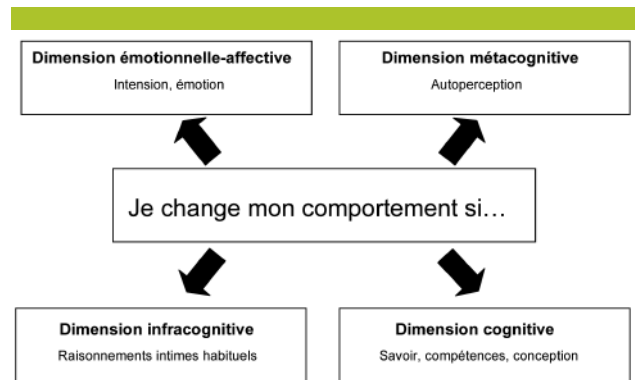 Dimension émotionnelle-affective
Intension, émotion
Dimension métacognitive
Autoperception
Je change mon comportement si…
Dimension infracognitive
Raisonnements intimes habituels
Dimension cognitive
Savoir, compétences, conception